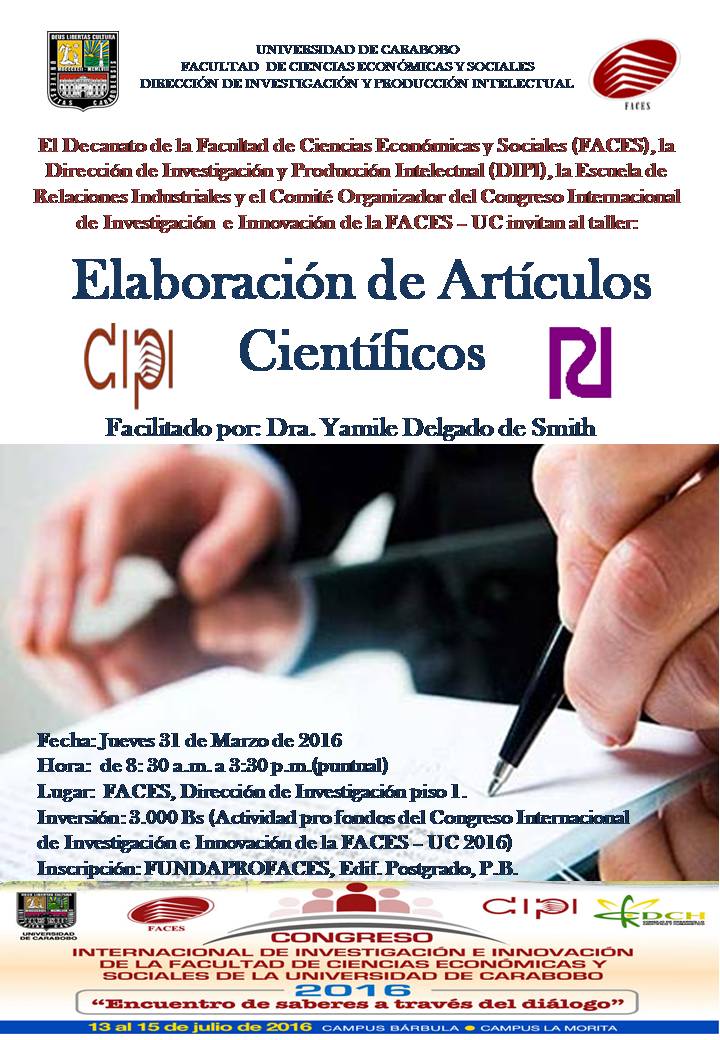 UNIVERSIDAD DE CARABOBO
FACULTAD DE CIENCIAS ECONÓMICAS Y SOCIALES
DIRECCIÓN DE INVESTIGACIÓN Y PRODUCCIÓN INTELECTUAL
DEUS LIBERTAS CULTURA
FACES
El Decanato de la Facultad de Ciencias Económicas y Sociales (FACES), la
Dirección de Investigación y Producción Intelectual (DIPI), la Escuela de
Relaciones Industriales y el Comité Organizador del Congreso Internacional
de Investigación e Innovación de la FACES – UC invitan al taller:
Elaboración de Artículos
Científicos
CIPI
RI
Facilitado por: Dra. Yamile Delgado de Smith
Fecha: Jueves 31 de Marzo de 2016
Hora: de 8: 30 a.m. a 3:30 p.m.(puntual)
Lugar: FACES, Dirección de Investigación piso 1.
Inversión: 3.000 Bs (Actividad pro fondos del Congreso Internacional
de Investigación e Innovación de la FACES – UC 2016)
Inscripción: FUNDAPROFACES, Edif. Postgrado, P.B.
UNIVERSIDAD
DE CARABOBO
FACES
CIPI
CDCH
CONGRESO
INTERNACIONAL DE INVESTIGACIÓN E INNOVACIÓN
DE LA FACULTAD DE CIENCIAS ECONÓMICAS Y
SOCIALES DE LA UNIVERSIDAD DE CARABOBO
2016
“Encuentro de saberes a través del diálogo”
13 al 15 de julio de 2016 CAMPUS BÁRBULA ● CAMPUS LA MORITA